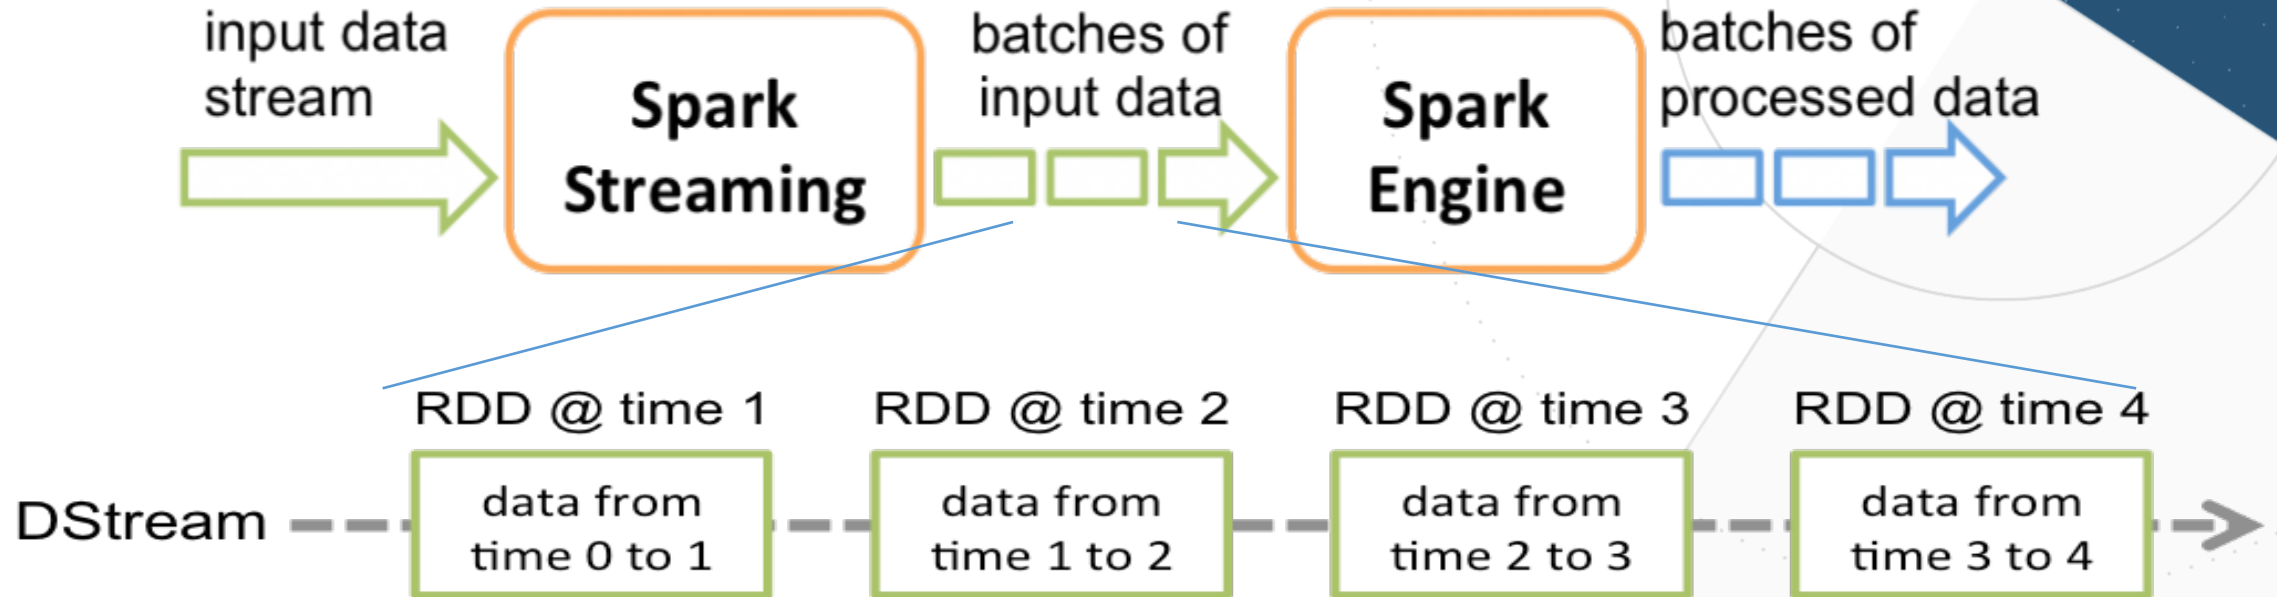 input data
stream
Spark
Streaming
batches of
input data
Spark
Engine
batches of
processed data
RDD @ time 1
RDD @ time 2
RDD @ time 3
RDD @ time 4
DStream
data from
time 0 to 1
data from
time 1 to 2
data from
time 2 to 3
data from
time 3 to 4